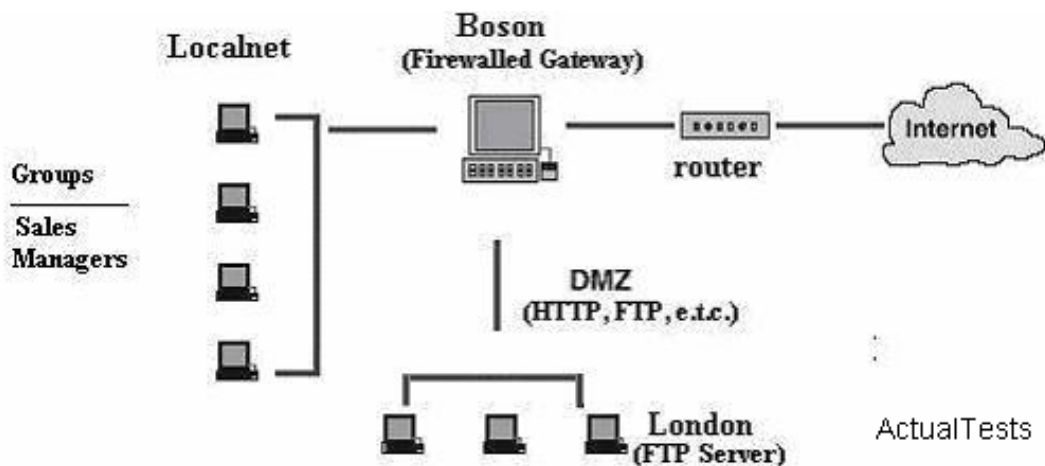 Boson
(Firewalled Gateway)
Localnet
Internet
router
Groups
Sales
Managers
DMZ
(HTTP, FTP, e.t.c.)
London
(FTP Server)
ActualTests